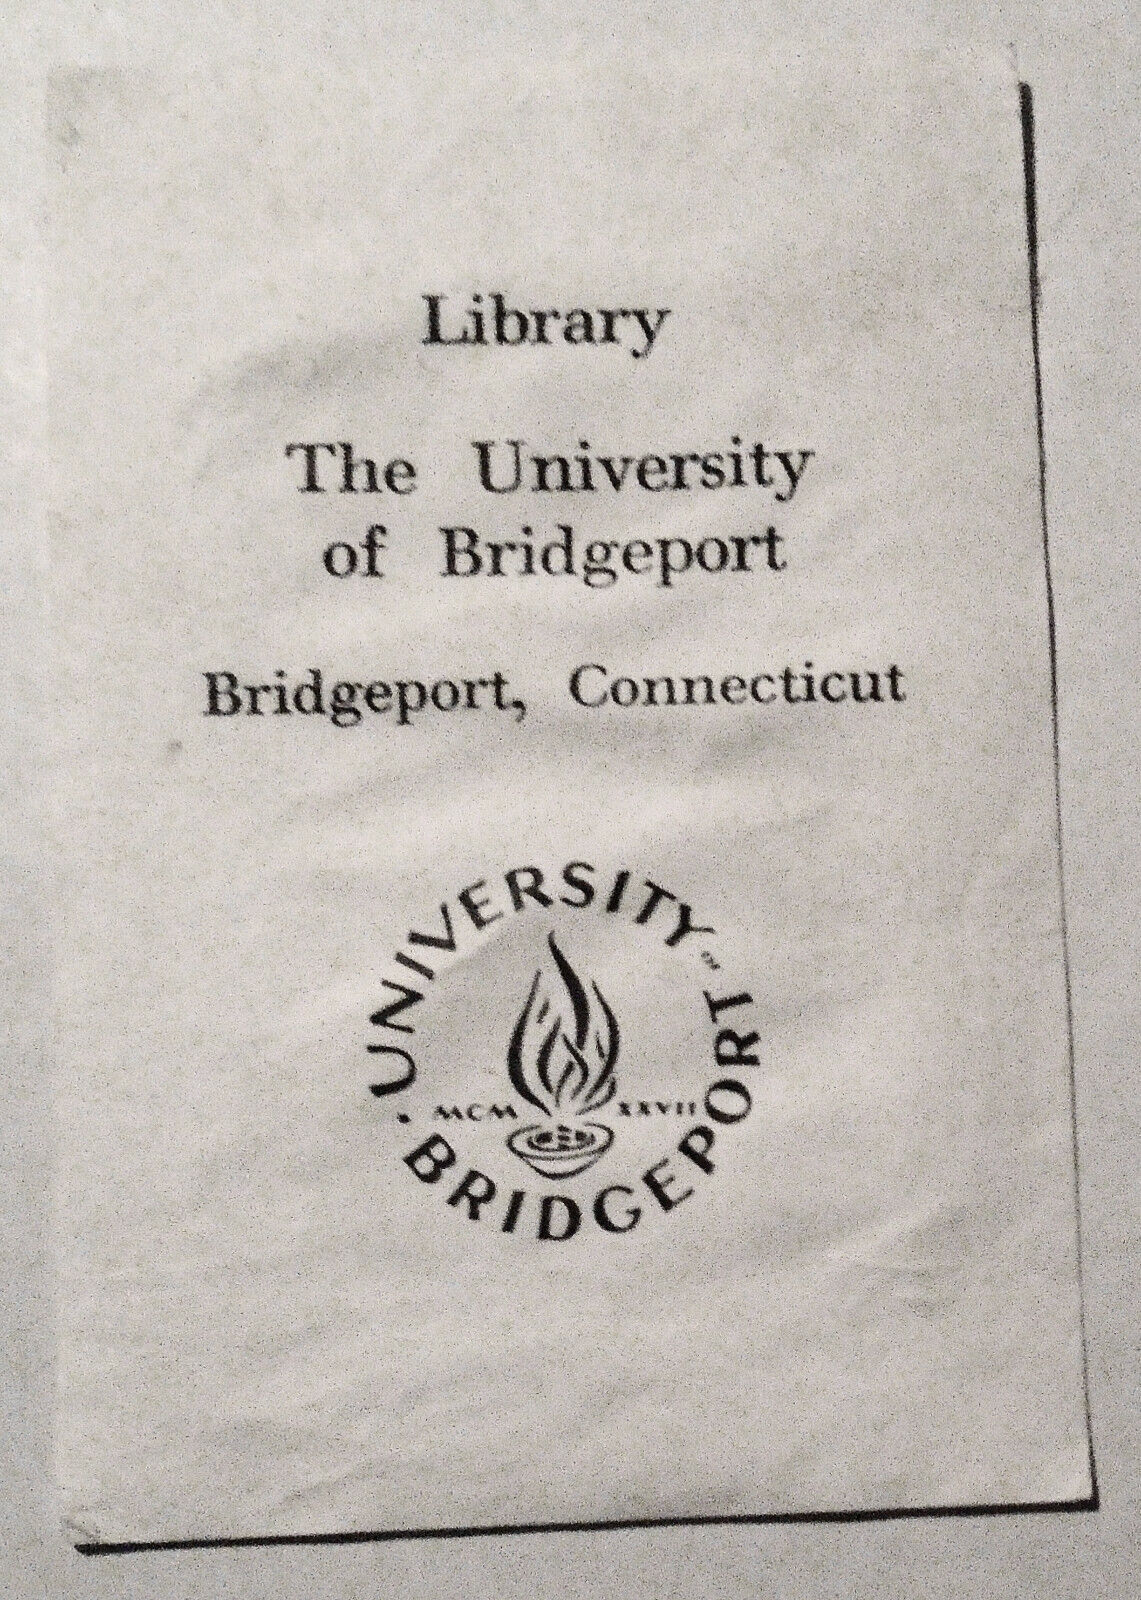 Library
The University
of Bridgeport
Bridgeport, Connecticut
UNIVERSITY
MCM XXVII
• BRIDGEPORT